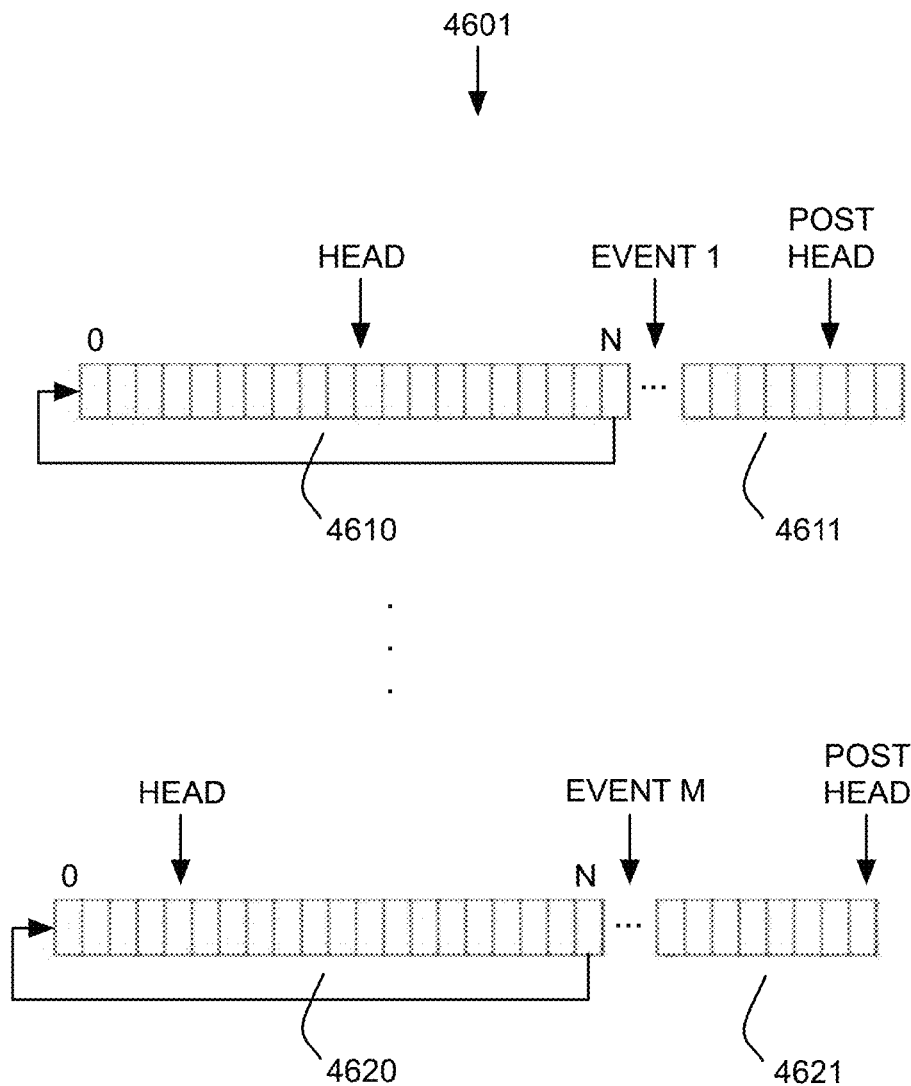 4601
POST
HEAD EVENT 1 HEAD
0 N
...
4610 4611
.
.
.
POST
HEAD EVENT M HEAD
0 N
...
4620 4621